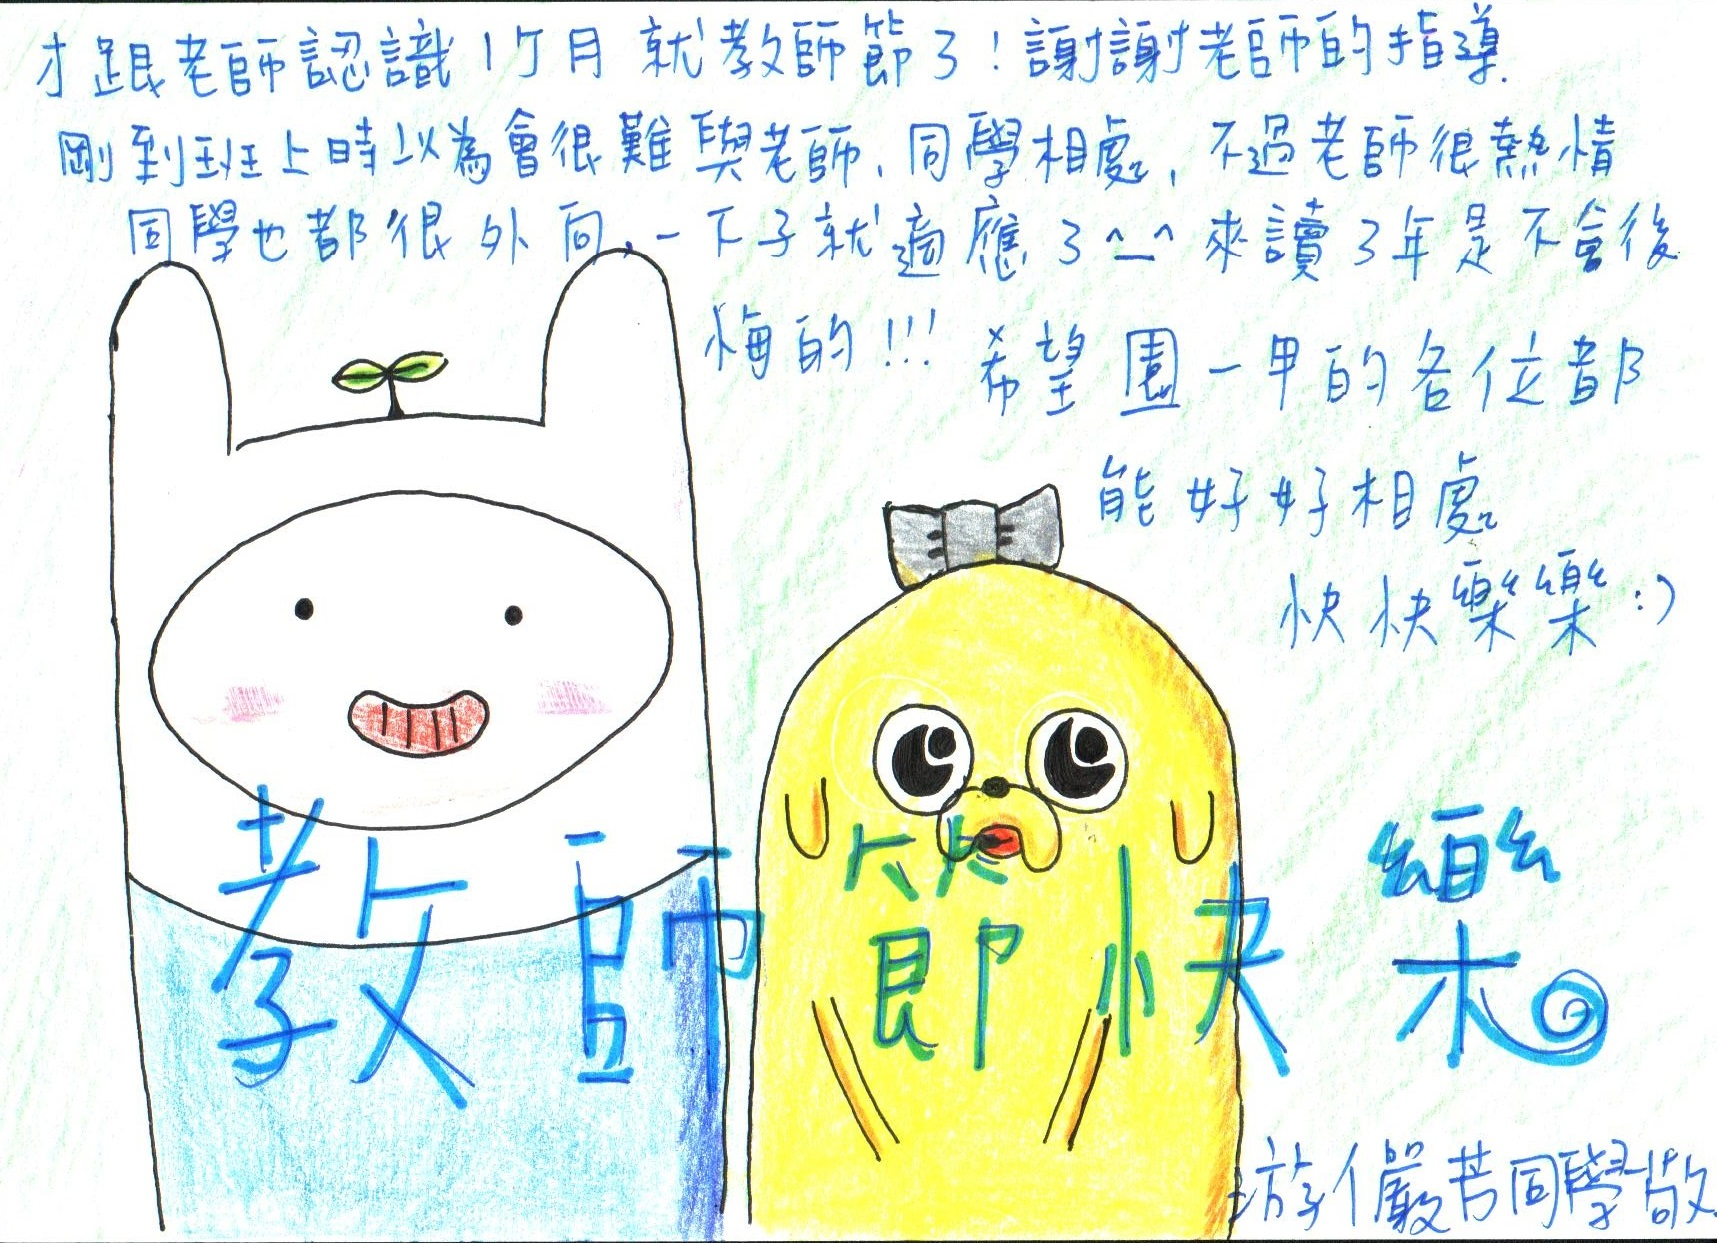 才跟老師認識1个月 就教師節了!謝謝老師的指導.
剛到班上時以為會很難與老師、同學相處, 不過老師很熱情
同學也都很外向,一下子就適應了^_^來讀3年是不會後
悔的!!! 希望園一甲的各位都
能好好相處
快快樂樂:)
教師節快樂
游儼芳同學敬